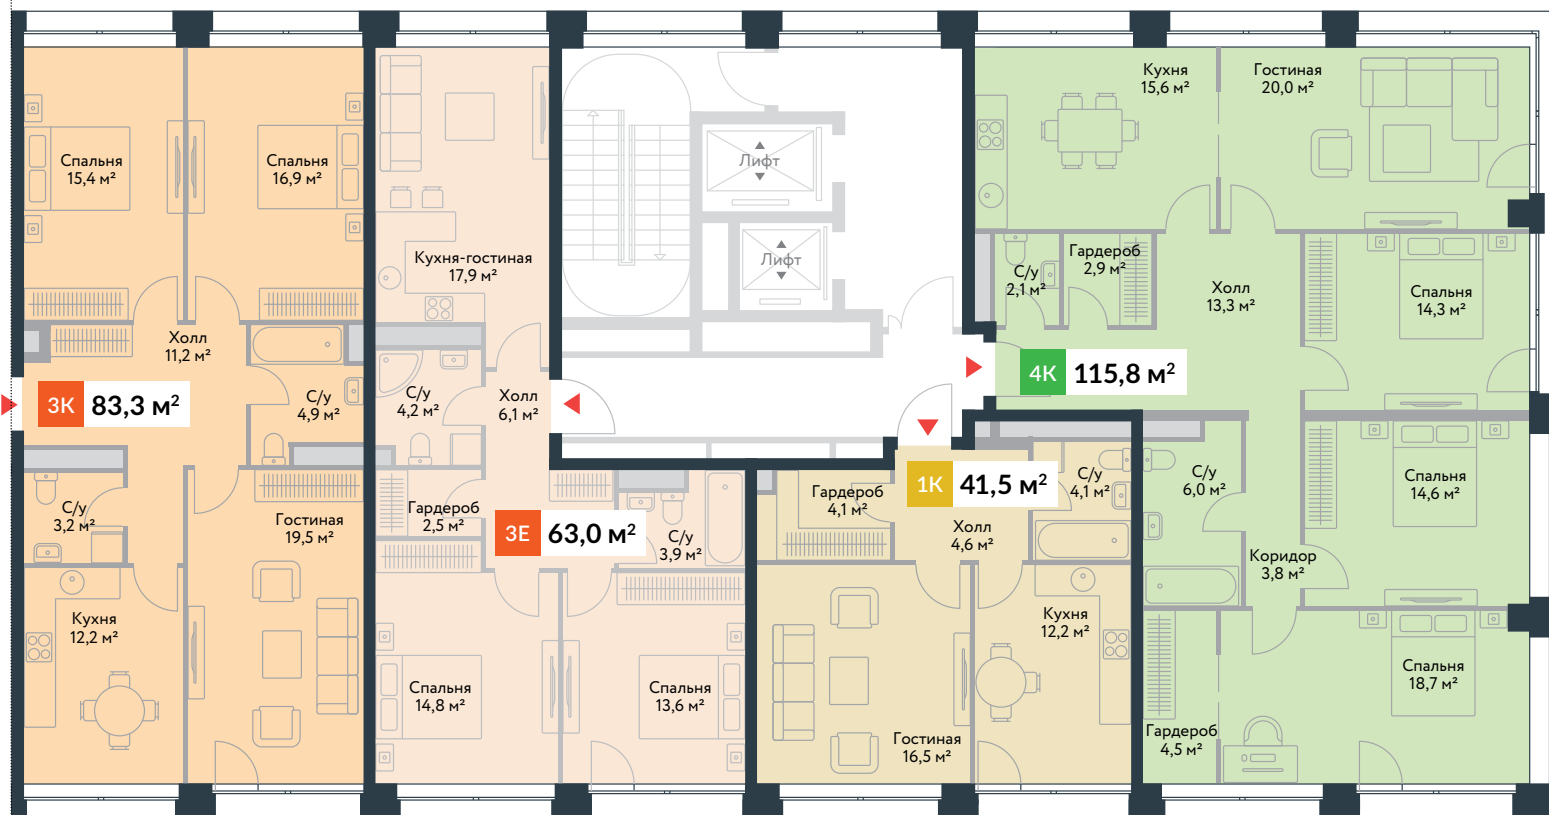 Спальня
15,4 м²
Спальня
16,9 м²
Холл
11,2 м²
3К
83,3 м²
С/у
4,9 м²
С/у
3,2 м²
Гостиная
19,5 м²
Кухня
12,2 м²
Кухня-гостиная
17,9 м²
С/у
4,2 м²
Холл
6,1 м²
Гардероб
2,5 м²
3Е
63,0 м²
С/у
3,9 м²
Спальня
14,8 м²
Спальня
13,6 м²
Лифт
Лифт
Гардероб
4,1 м²
1К
41,5 м²
Холл
4,6 м²
С/у
4,1 м²
Кухня
12,2 м²
Гостиная
16,5 м²
Кухня
15,6 м²
Гостиная
20,0 м²
С/у
2,1 м²
Гардероб
2,9 м²
Холл
13,3 м²
Спальня
14,3 м²
4К
115,8 м²
С/у
6,0 м²
Спальня
14,6 м²
Коридор
3,8 м²
Спальня
18,7 м²
Гардероб
4,5 м²